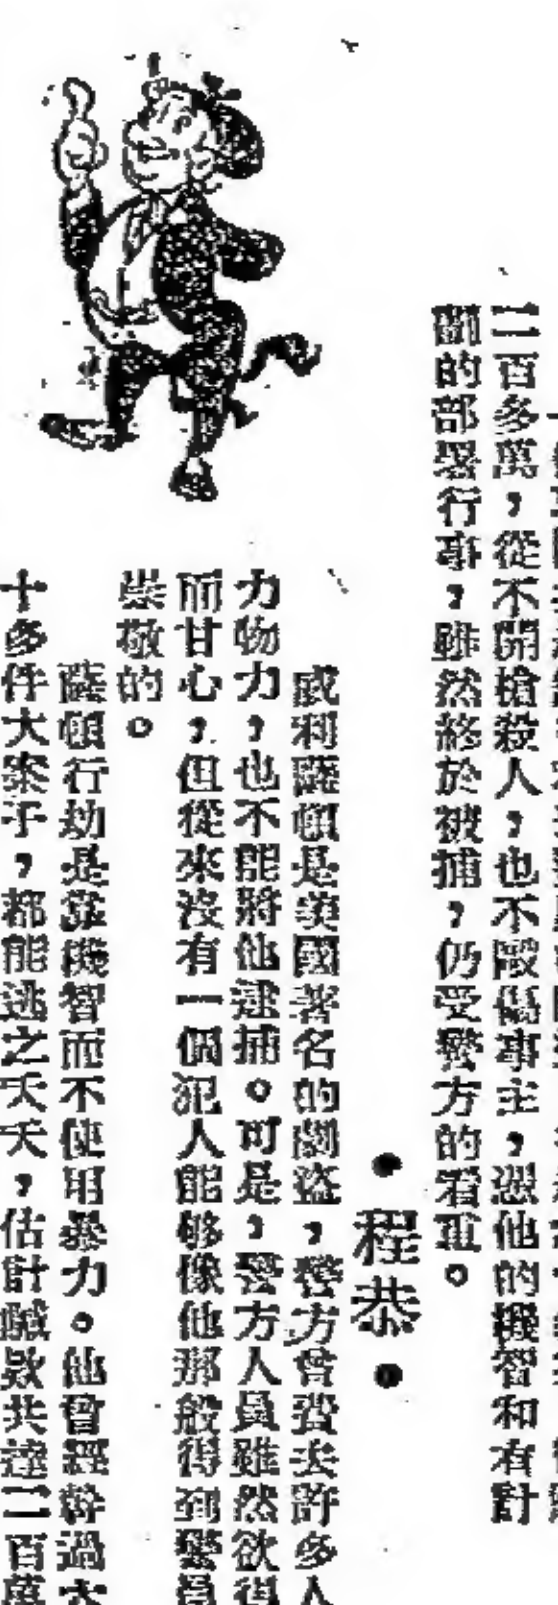 二百多萬，從不開搶殺人，也不毆傷事主，憑他的機智和有計
劃的部署行事，雖然終於被捕，仍受警方的看重。
•程恭•
威利薩頓是美國著名的劇盜，警方曾費去許多人
力物力，也不能將他逮捕。可是，警方人員雖然欲得
而甘心，但從來沒有一個犯人能够像他那般得到警員
崇敬的。
薩頓行劫是靠機智而不使用暴力。他曾經幹過大
十多件大案子，都能逃之夭夭，估計贓欵共達二百萬